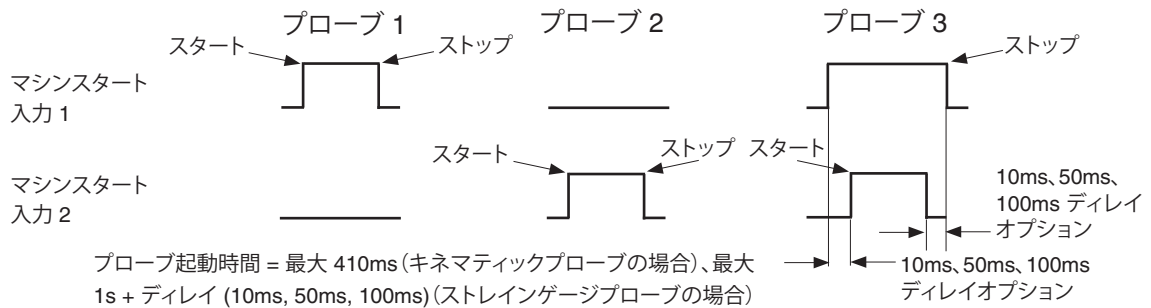 プローブ 1
プローブ 2
プローブ 3
スタート
ストップ
ストップ
マシンスタート
入力 1
スタート
ストップ
スタート
マシンスタート
入力 2
10ms、50ms、
100ms ディレイ
オプション
プローブ起動時間 = 最大 410ms（キネマティックプローブの場合）、最大
1s + ディレイ (10ms, 50ms, 100ms)（ストレインゲージプローブの場合）
10ms、50ms、100ms
ディレイオプション